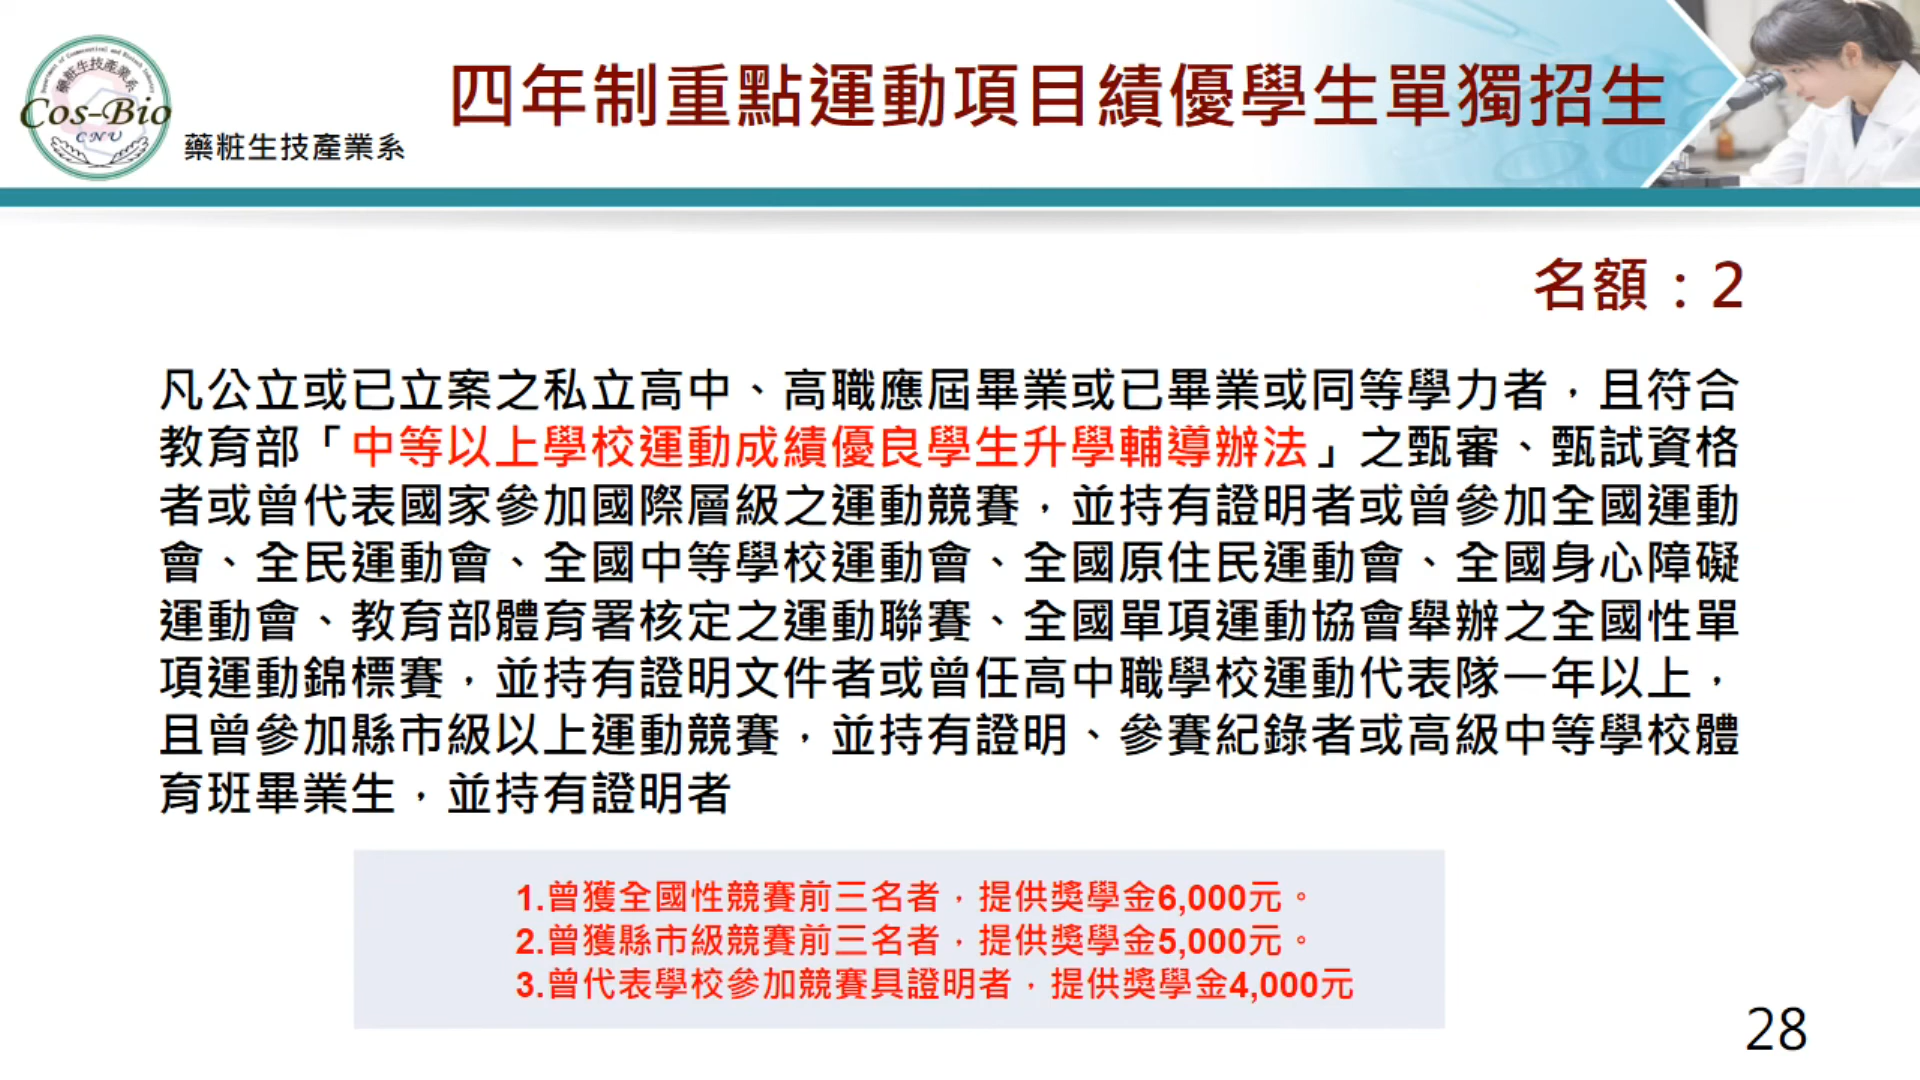 藥粧生技產業系
Cos-Bio
CNU
藥粧生技產業系
四年制重點運動項目績優學生單獨招生
名額：2
凡公立或已立案之私立高中、高職應屆畢業或已畢業或同等學力者，且符合
教育部「中等以上學校運動成績優良學生升學輔導辦法」之甄審、甄試資格
者或曾代表國家參加國際層級之運動競賽，並持有證明者或曾參加全國運動
會、全民運動會、全國中等學校運動會、全國原住民運動會、全國身心障礙
運動會、教育部體育署核定之運動聯賽、全國單項運動協會舉辦之全國性單
項運動錦標賽，並持有證明文件者或曾任高中職學校運動代表隊一年以上，
且曾參加縣市級以上運動競賽，並持有證明、參賽紀錄者或高級中等學校體
育班畢業生，並持有證明者
1.曾獲全國性競賽前三名者，提供獎學金6,000元。
2.曾獲縣市級競賽前三名者，提供獎學金5,000元。
3.曾代表學校參加競賽具證明者，提供獎學金4,000元
28